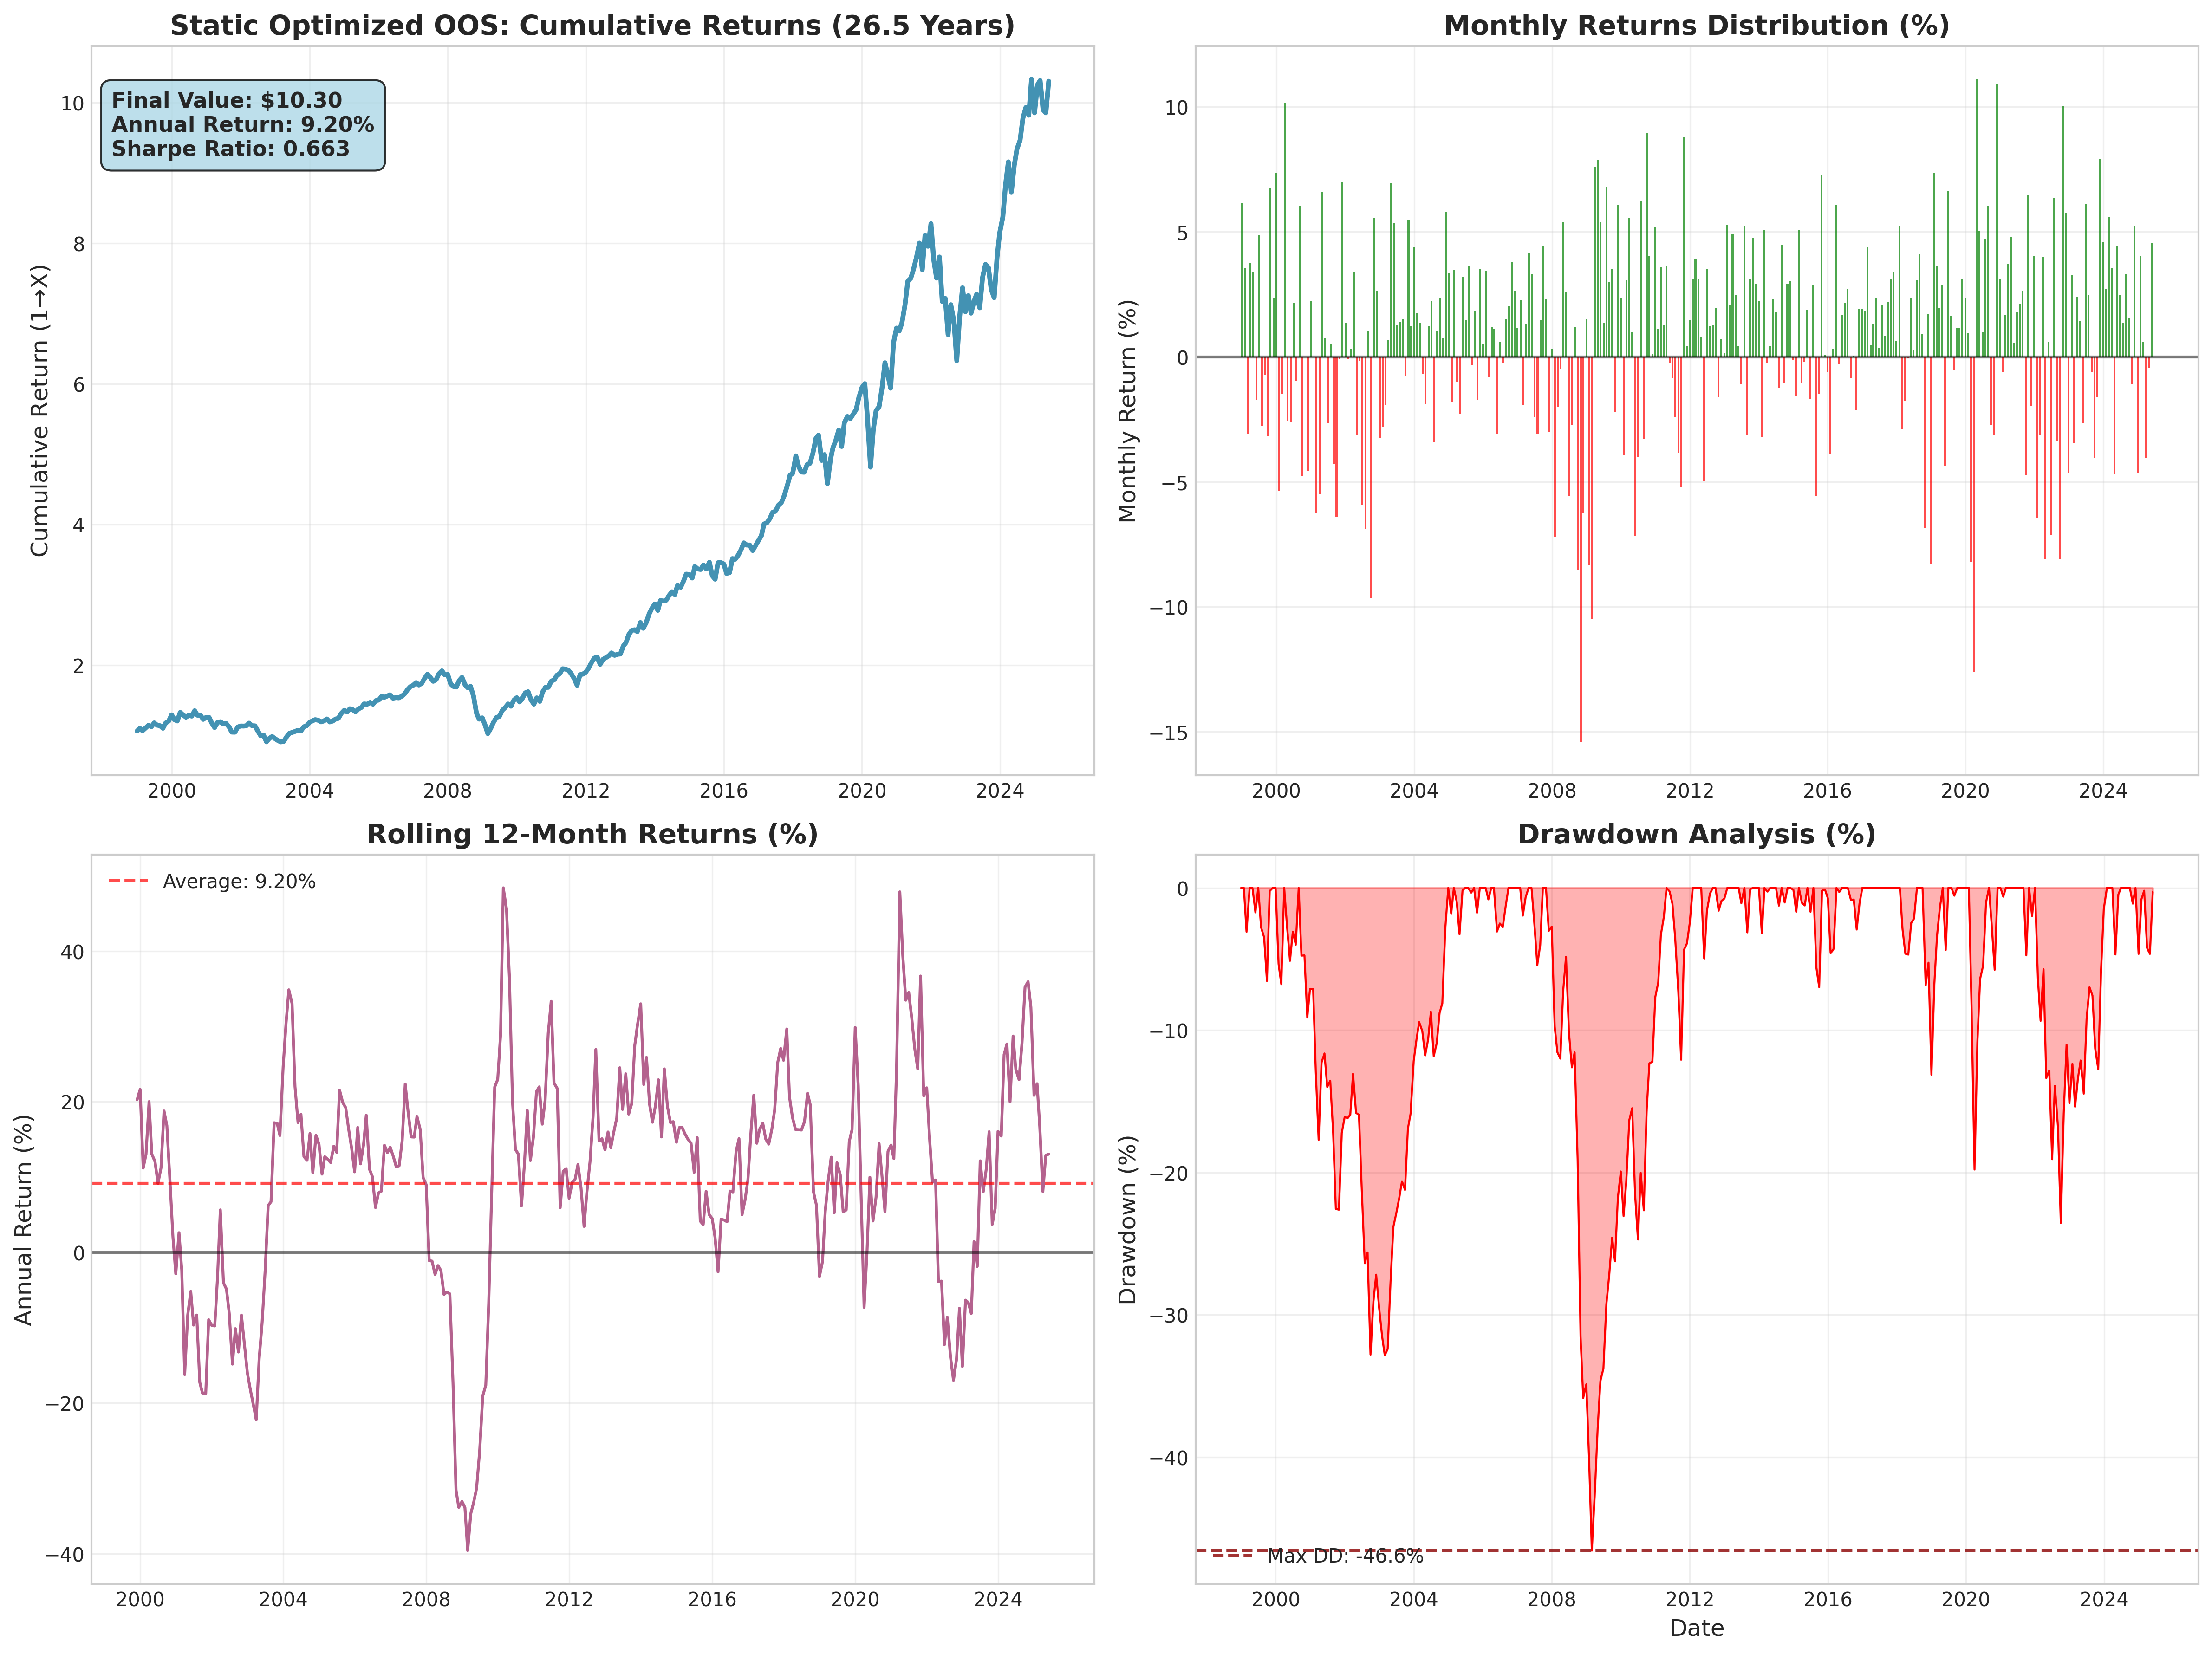 Static Optimized OOS: Cumulative Returns (26.5 Years)
Final Value: $10.30
Annual Return: 9.20%
Sharpe Ratio: 0.663
Cumulative Return (1→X)
10
8
6
4
2
2000 2004 2008 2012 2016 2020 2024
Monthly Returns Distribution (%)
Monthly Return (%)
10
5
0
−5
−10
−15
2000 2004 2008 2012 2016 2020 2024
Rolling 12-Month Returns (%)
Average: 9.20%
Annual Return (%)
40
20
0
−20
−40
2000 2004 2008 2012 2016 2020 2024
Drawdown Analysis (%)
Drawdown (%)
0
−10
−20
−30
−40
Max DD: -46.6%
2000 2004 2008 2012 2016 2020 2024
Date